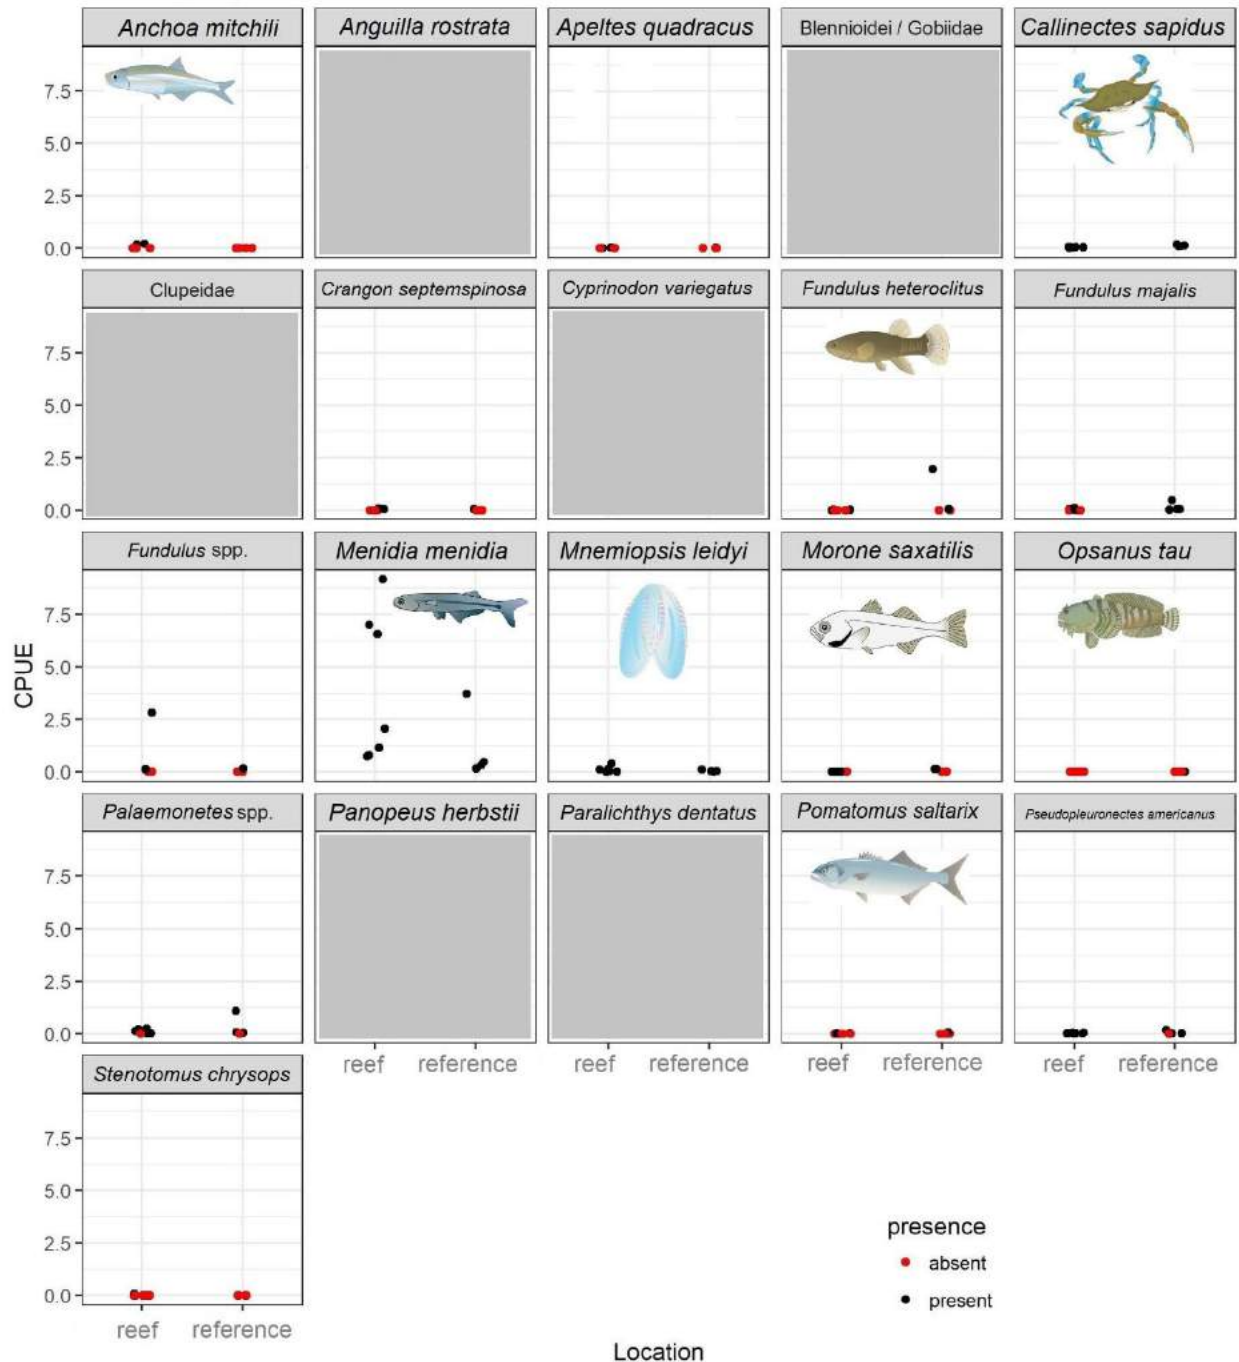 Anchoa mitchili
Anguilla rostrata
Apeltes quadracus
Blennioidei / Gobiidae
Callinectes sapidus
7.5
5.0
2.5
0.0
Clupeidae
Crangon septemspinosa
Cyprinodon variegatus
Fundulus heteroclitus
Fundulus majalis
7.5
5.0
2.5
0.0
Fundulus spp.
Menidia menidia
Mnemiopsis leidyi
Morone saxatilis
Opsanus tau
7.5
5.0
2.5
0.0
CPUE
Palaemonetes spp.
Panopeus herbstii
Paralichthys dentatus
Pomatomus saltarix
Pseudopleuronectes americanus
7.5
5.0
2.5
0.0
reef reference
reef reference
reef reference
reef reference
Stenotomus chrysops
7.5
5.0
2.5
0.0
reef reference
presence
absent
present
Location